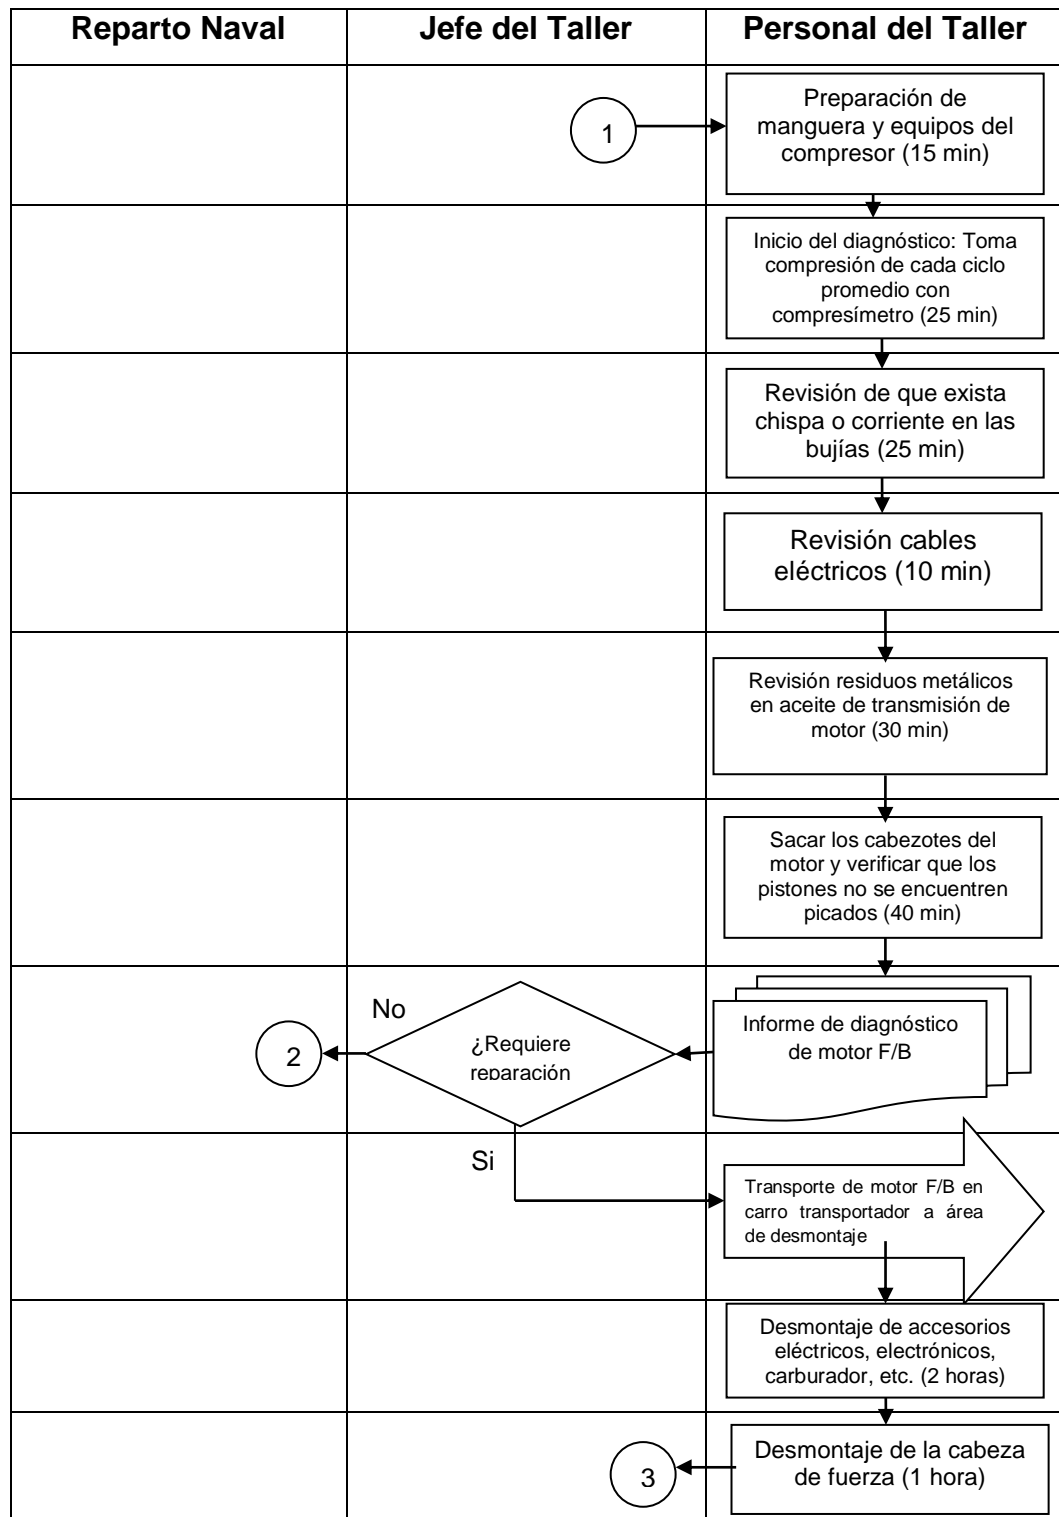 Reparto Naval
Jefe del Taller
Personal del Taller
1
Preparación de
manguera y equipos del
compresor (15 min)
Inicio del diagnóstico: Toma
compresión de cada ciclo
promedio con
compresímetro (25 min)
Revisión de que exista
chispa o corriente en las
bujías (25 min)
Revisión cables
eléctricos (10 min)
Revisión residuos metálicos
en aceite de transmisión de
motor (30 min)
Sacar los cabezotes del
motor y verificar que los
pistones no se encuentren
picados (40 min)
Informe de diagnóstico
de motor F/B
¿Requiere
reparación
No
2
Si
Transporte de motor F/B en
carro transportador a área
de desmontaje
Desmontaje de accesorios
eléctricos, electrónicos,
carburador, etc. (2 horas)
Desmontaje de la cabeza
de fuerza (1 hora)
3